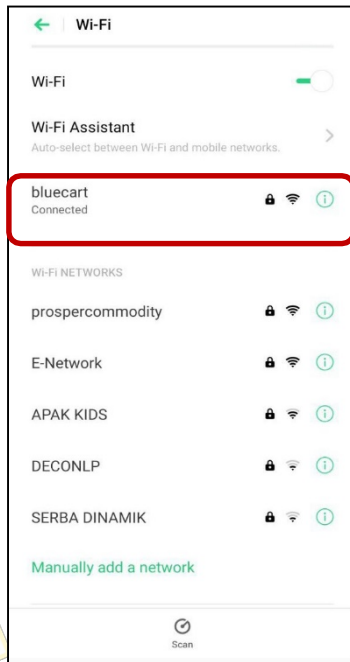 Wi-Fi
Wi-Fi
Wi-Fi Assistant
Auto-select between Wi-Fi and mobile networks.
bluecart
Connected
Wi-Fi NETWORKS
prospercommodity
E-Network
APAK KIDS
DECONLP
SERBA DINAMIK
Manually add a network
Scan